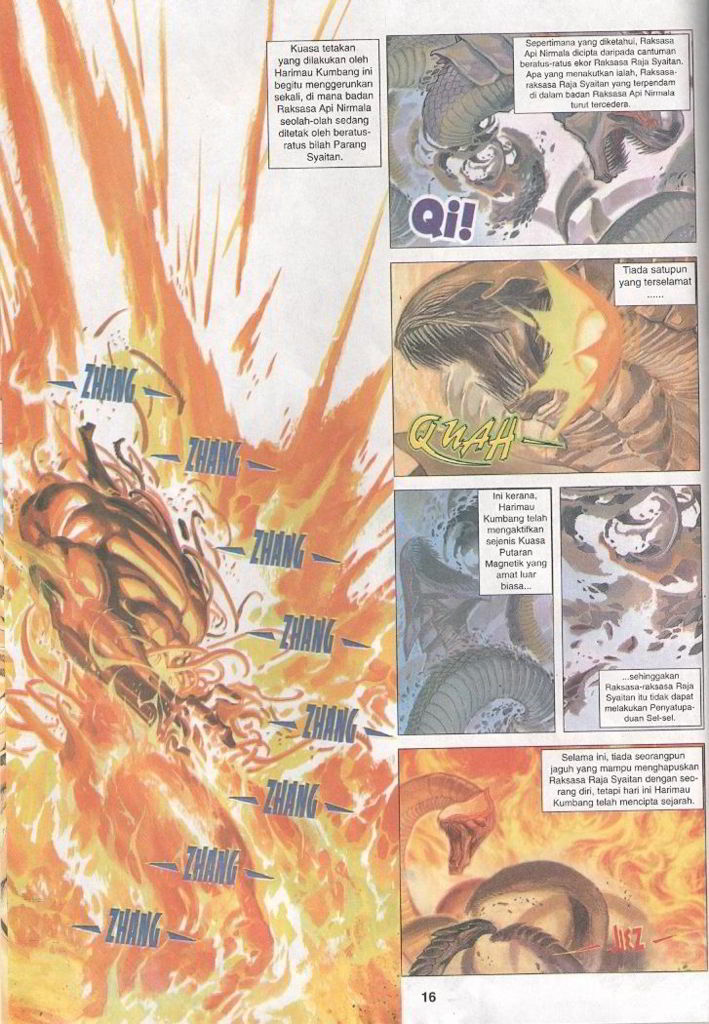 Kuasa tetakan
yang dilakukan oleh
Harimau Kumbang ini
begitu menggerunkan
sekali, di mana badan
Raksasa Api Nirmala
seolah-olah sedang
ditetak oleh beratus-
ratus bilah Parang
Syaitan.
ZHANG
ZHANG
ZHANG
ZHANG
ZHANG
ZHANG
ZHANG
ZHANG
Sepertimana yang diketahui, Raksasa
Api Nirmala dicipta daripada cantuman
beratus-ratus ekor Raksasa Raja Syaitan.
Apa yang menakutkan ialah, Raksasa-
raksasa Raja Syaitan yang terpendam
di dalam badan Raksasa Api Nirmala
turut tercedera.
Qi!
Tiada satupun
yang terselamat
......
QUAH
Ini kerana,
Harimau
Kumbang telah
mengaktifkan
sejenis Kuasa
Putaran
Magnetik yang
amat luar
biasa...
...sehinggakan
Raksasa-raksasa Raja
Syaitan itu tidak dapat
melakukan Penyatupa-
duan Sel-sel.
Selama ini, tiada seorangpun
jaguh yang mampu menghapuskan
Raksasa Raja Syaitan dengan seo-
rang diri, tetapi hari ini Harimau
Kumbang telah mencipta sejarah.
JIEZ
16